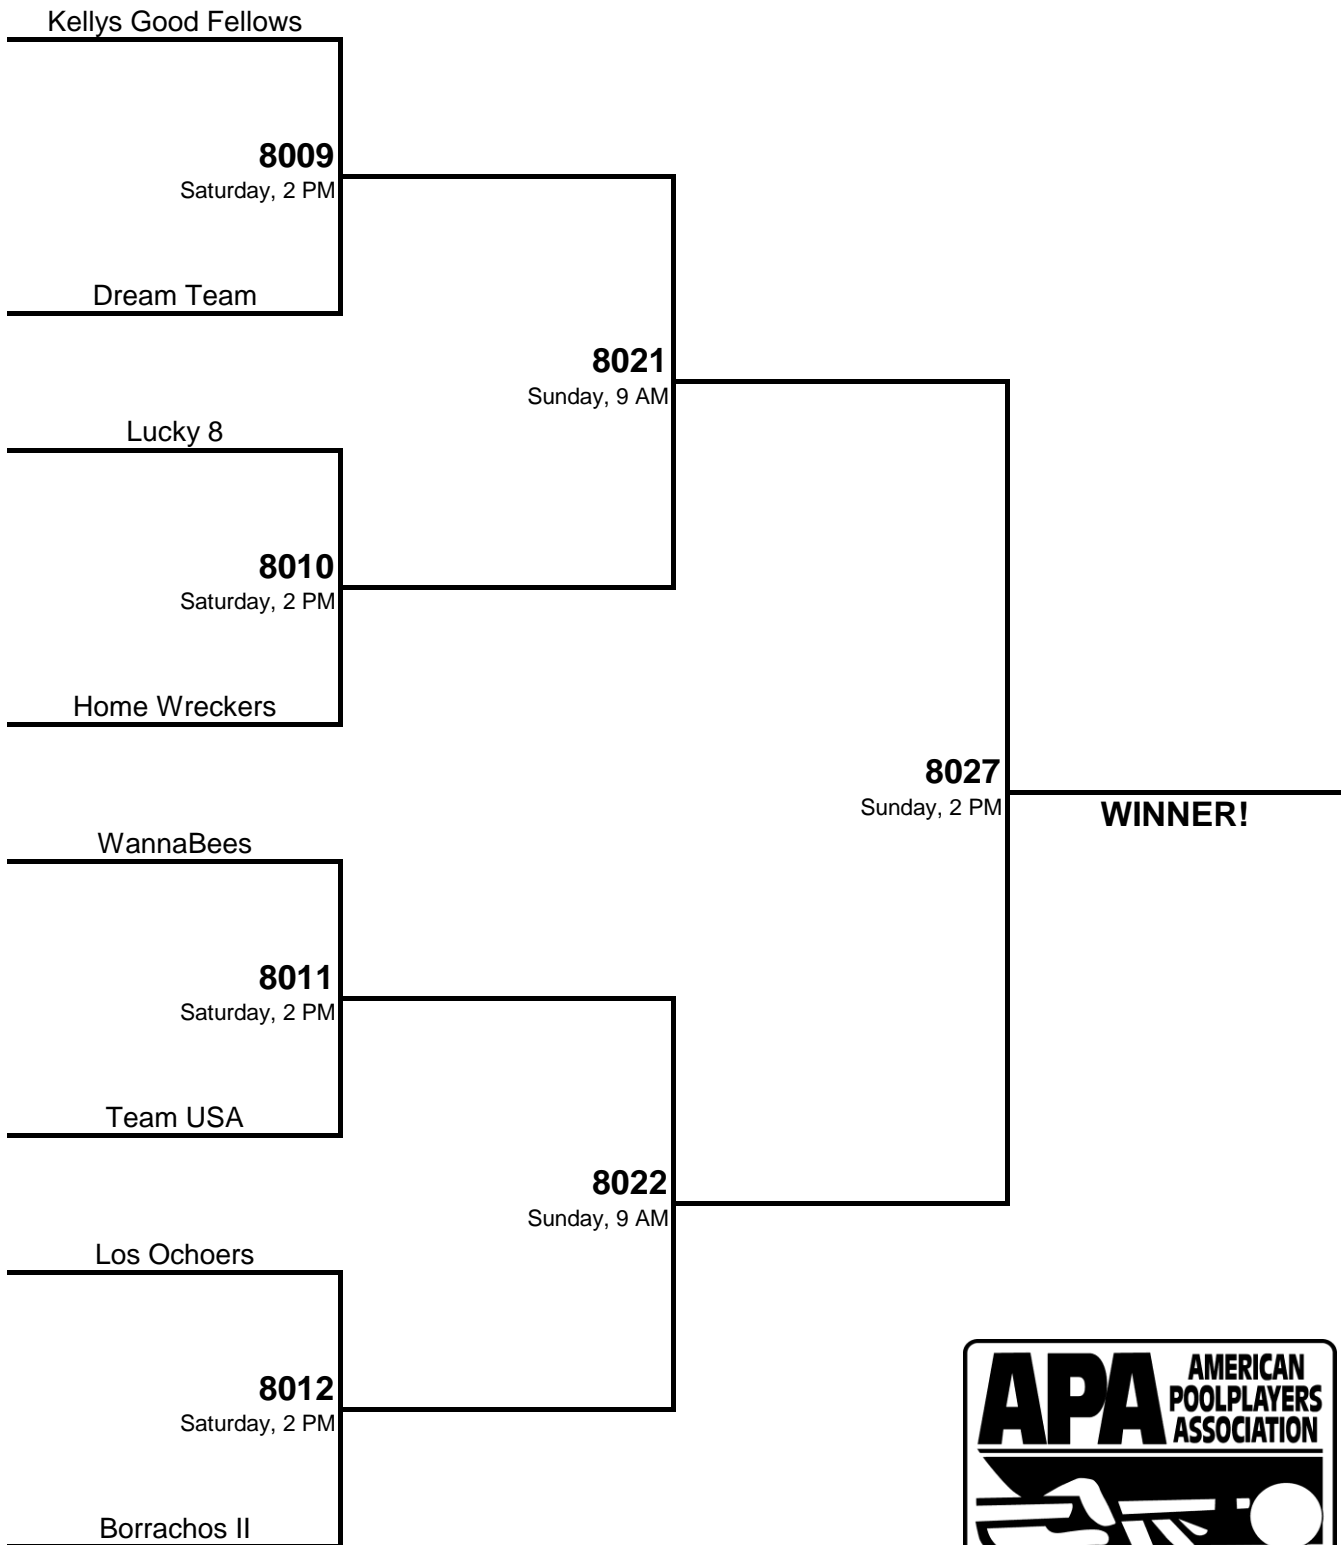 Kellys Good Fellows
8009
Saturday, 2 PM
Dream Team
8021
Sunday, 9 AM
Lucky 8
8010
Saturday, 2 PM
Home Wreckers
8027
Sunday, 2 PM
WINNER!
WannaBees
8011
Saturday, 2 PM
Team USA
8022
Sunday, 9 AM
Los Ochoers
8012
Saturday, 2 PM
Borrachos II
APA
AMERICAN
POOLPLAYERS
ASSOCIATION